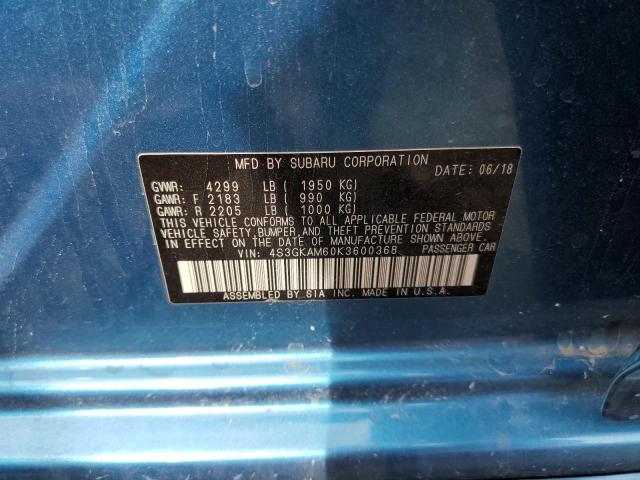 MFD BY SUBARU CORPORATION DATE: 06/18
GVWR: 4299 LB ( 1950 KG)
GAWR: F 2183 LB ( 990 KG)
GAWR: R 2205 LB ( 1000 KG)
THIS VEHICLE CONFORMS TO ALL APPLICABLE FEDERAL MOTOR
VEHICLE SAFETY,BUMPER,AND THEFT PREVENTION STANDARDS
IN EFFECT ON THE DATE OF MANUFACTURE SHOWN ABOVE.
VIN: 4S3GKAM60K3600368 PASSENGER CAR
ASSEMBLED BY SIA INC. MADE IN U.S.A.